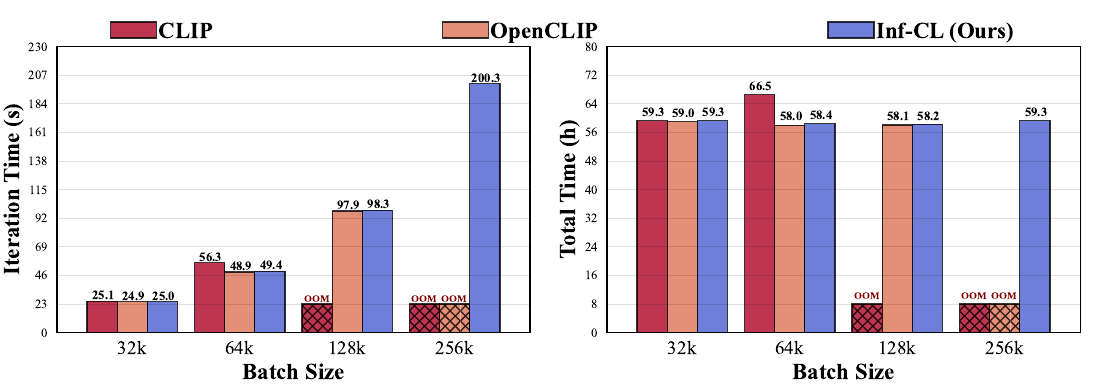 CLIP
OpenCLIP
Inf-CL (Ours)
Iteration Time (s)
230
207
184
161
138
115
92
69
46
23
0
25.1 24.9 25.0
56.3 48.9 49.4
OOM 97.9 98.3
OOM OOM 200.3
32k 64k 128k 256k
Batch Size
Total Time (h)
80
72
64
56
48
40
32
24
16
8
0
59.3 59.0 59.3
66.5 58.0 58.4
OOM 58.1 58.2
OOM OOM 59.3
32k 64k 128k 256k
Batch Size